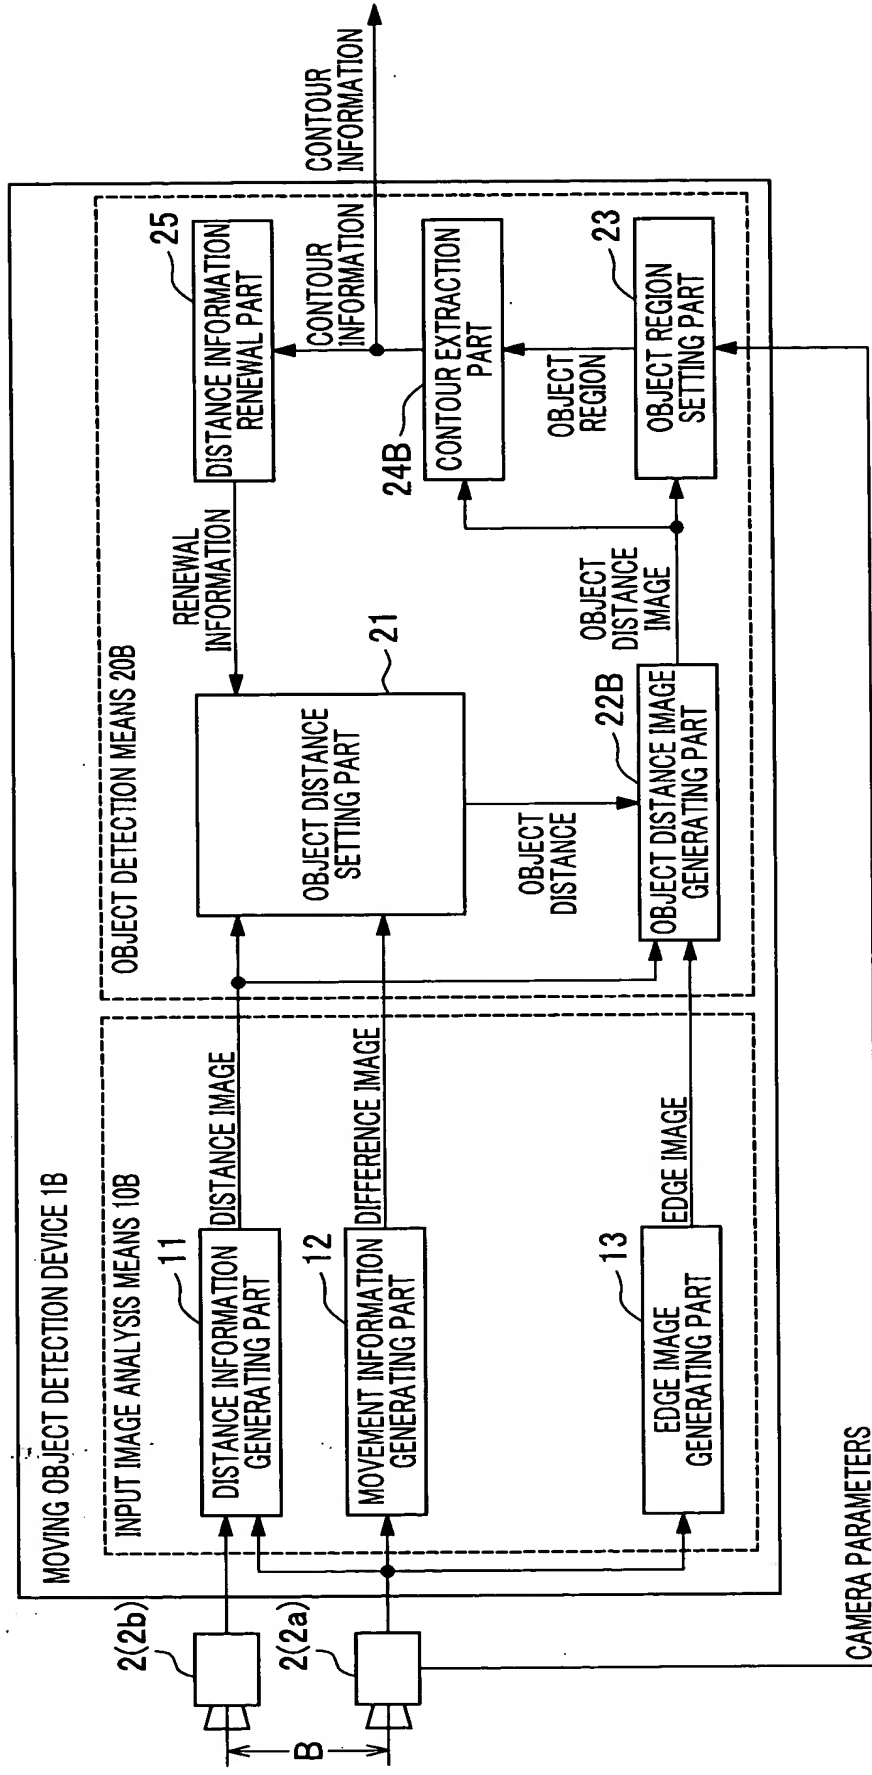 MOVING OBJECT DETECTION DEVICE 1B
INPUT IMAGE ANALYSIS MEANS 10B
OBJECT DETECTION MEANS 20B
2(2b)
2(2a)
B
11
DISTANCE INFORMATION
GENERATING PART
DISTANCE IMAGE
12
MOVEMENT INFORMATION
GENERATING PART
DIFFERENCE IMAGE
13
EDGE IMAGE
GENERATING PART
EDGE IMAGE
21
OBJECT DISTANCE
SETTING PART
OBJECT
DISTANCE
22B
OBJECT DISTANCE IMAGE
GENERATING PART
OBJECT
DISTANCE
IMAGE
RENEWAL
INFORMATION
25
DISTANCE INFORMATION
RENEWAL PART
CONTOUR
INFORMATION
CONTOUR
INFORMATION
24B
CONTOUR EXTRACTION
PART
OBJECT
REGION
23
OBJECT REGION
SETTING PART
CAMERA PARAMETERS